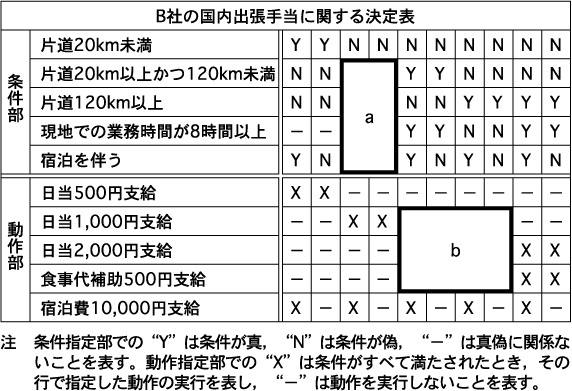 B社の国内出張手当に関する決定表
条件部
片道20km未満 Y Y N N N N N N N N
片道20km以上かつ120km未満 N N Y Y N N N N
片道120km以上 N N a N N Y Y Y Y
現地での業務時間が8時間以上 － － Y Y N N Y Y
宿泊を伴う Y N Y N Y N Y N
動作部
日当500円支給 X X － － － － － － － －
日当1,000円支給 － － X X － －
日当2,000円支給 － － － － b X X
食事代補助500円支給 － － － － X X
宿泊費10,000円支給 X － X － X － X － X －
注 条件指定部での“Y”は条件が真，“N”は条件が偽，“－”は真偽に関係な
いことを表す。動作指定部での“X”は条件がすべて満たされたとき，その
行で指定した動作の実行を表し，“－”は動作を実行しないことを表す。